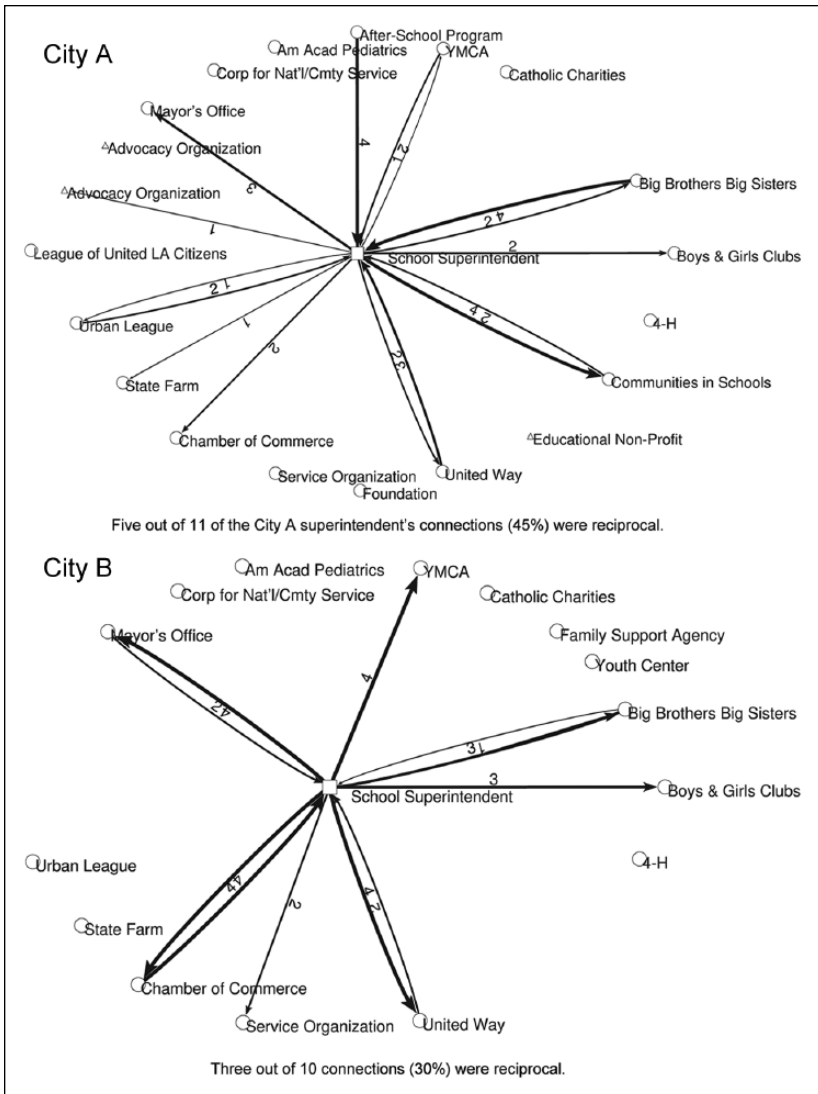 City A
After-School Program
Am Acad Pediatrics
YMCA
Corp for Nat'l/Cmty Service
Catholic Charities
Mayor's Office
Advocacy Organization
4
1 2
Big Brothers Big Sisters
Advocacy Organization
3
1
2 4
2
League of United LA Citizens
School Superintendent
Boys & Girls Clubs
2 1
Urban League
1
2 4
4-H
State Farm
2
3 2
Communities in Schools
Chamber of Commerce
Educational Non-Profit
Service Organization
United Way
Foundation
Five out of 11 of the City A superintendent's connections (45%) were reciprocal.
City B
Am Acad Pediatrics
YMCA
Corp for Nat'l/Cmty Service
Catholic Charities
Mayor's Office
Family Support Agency
Youth Center
4
42
Big Brothers Big Sisters
3 1
3
School Superintendent
Boys & Girls Clubs
Urban League
4-H
44
4 2
2
State Farm
Chamber of Commerce
Service Organization
United Way
Three out of 10 connections (30%) were reciprocal.